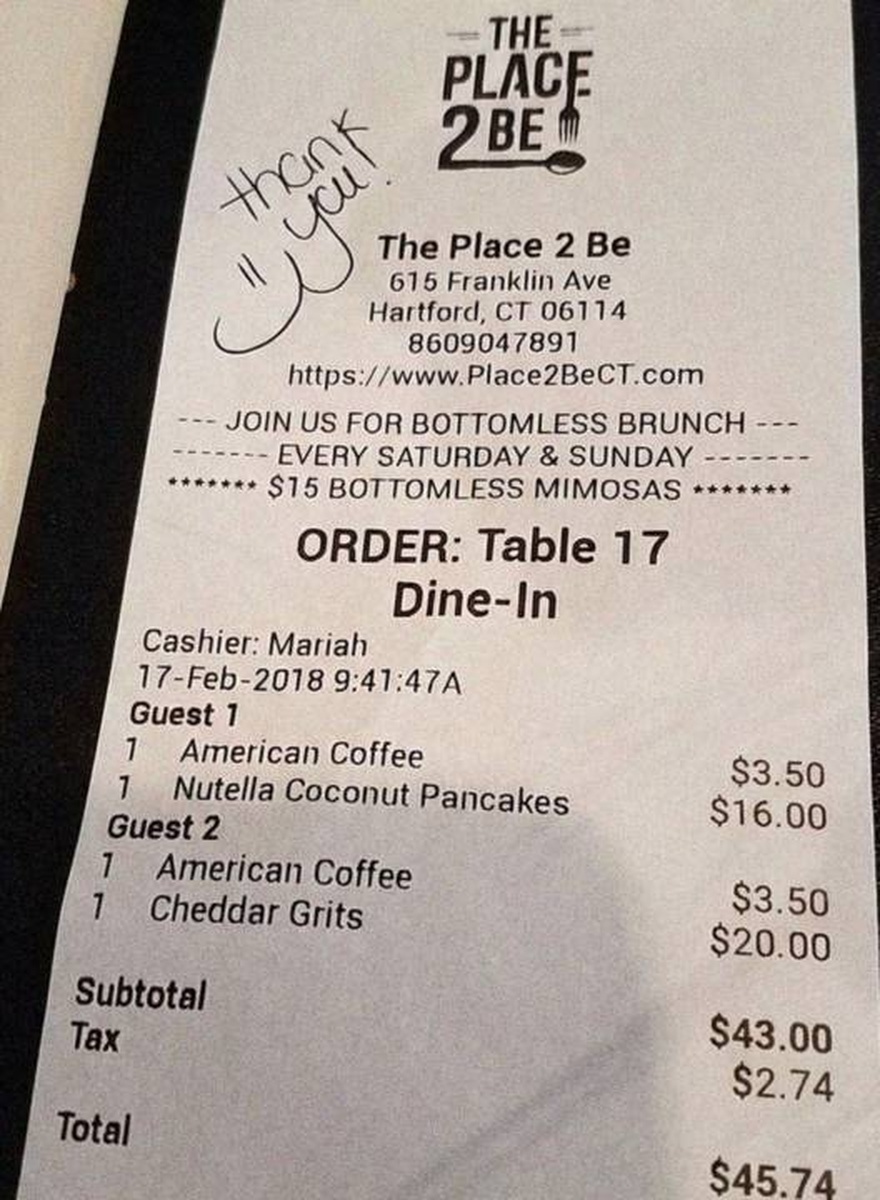 THE
PLACE
2 BE
thank
you!
The Place 2 Be
615 Franklin Ave
Hartford, CT 06114
8609047891
https://www.Place2BeCT.com
--- JOIN US FOR BOTTOMLESS BRUNCH ---
------- EVERY SATURDAY & SUNDAY -------
******* $15 BOTTOMLESS MIMOSAS *******
ORDER: Table 17
Dine-In
Cashier: Mariah
17-Feb-2018 9:41:47A
Guest 1
1 American Coffee $3.50
1 Nutella Coconut Pancakes $16.00
Guest 2
1 American Coffee $3.50
1 Cheddar Grits $20.00
Subtotal $43.00
Tax $2.74
Total $45.74